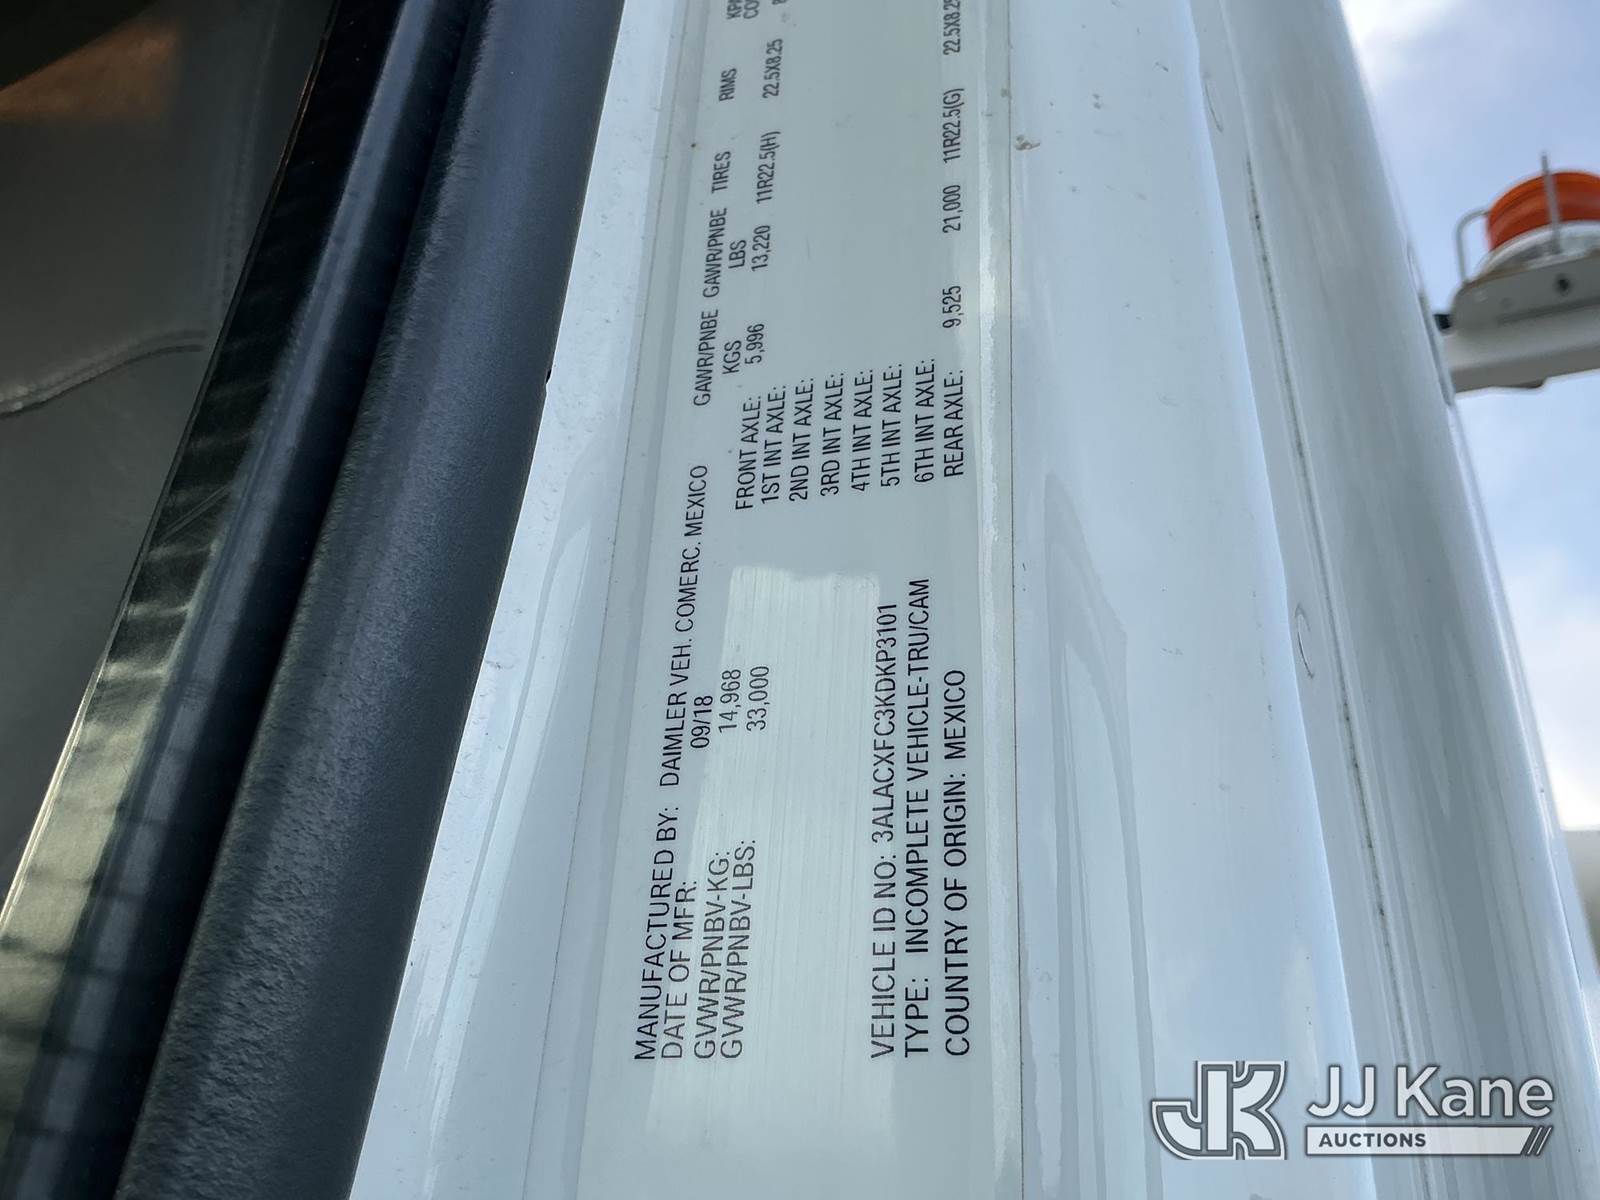 MANUFACTURED BY: DAIMLER VEH. COMERC. MEXICO
DATE OF MFR: 09/18
GVWR/PNBV-KG: 14,968
GVWR/PNBV-LBS: 33,000
GAWR/PNBE GAWR/PNBE TIRES RIMS
KGS LBS
FRONT AXLE: 5,996 13,220 11R22.5(H) 22.5X8.25
1ST INT AXLE:
2ND INT AXLE:
3RD INT AXLE:
4TH INT AXLE:
5TH INT AXLE:
6TH INT AXLE:
REAR AXLE: 9,525 21,000 11R22.5(G)
VEHICLE ID NO: 3ALACXFC3KDKP3101
TYPE: INCOMPLETE VEHICLE-TRU/CAM
COUNTRY OF ORIGIN: MEXICO
JK JJ Kane
AUCTIONS